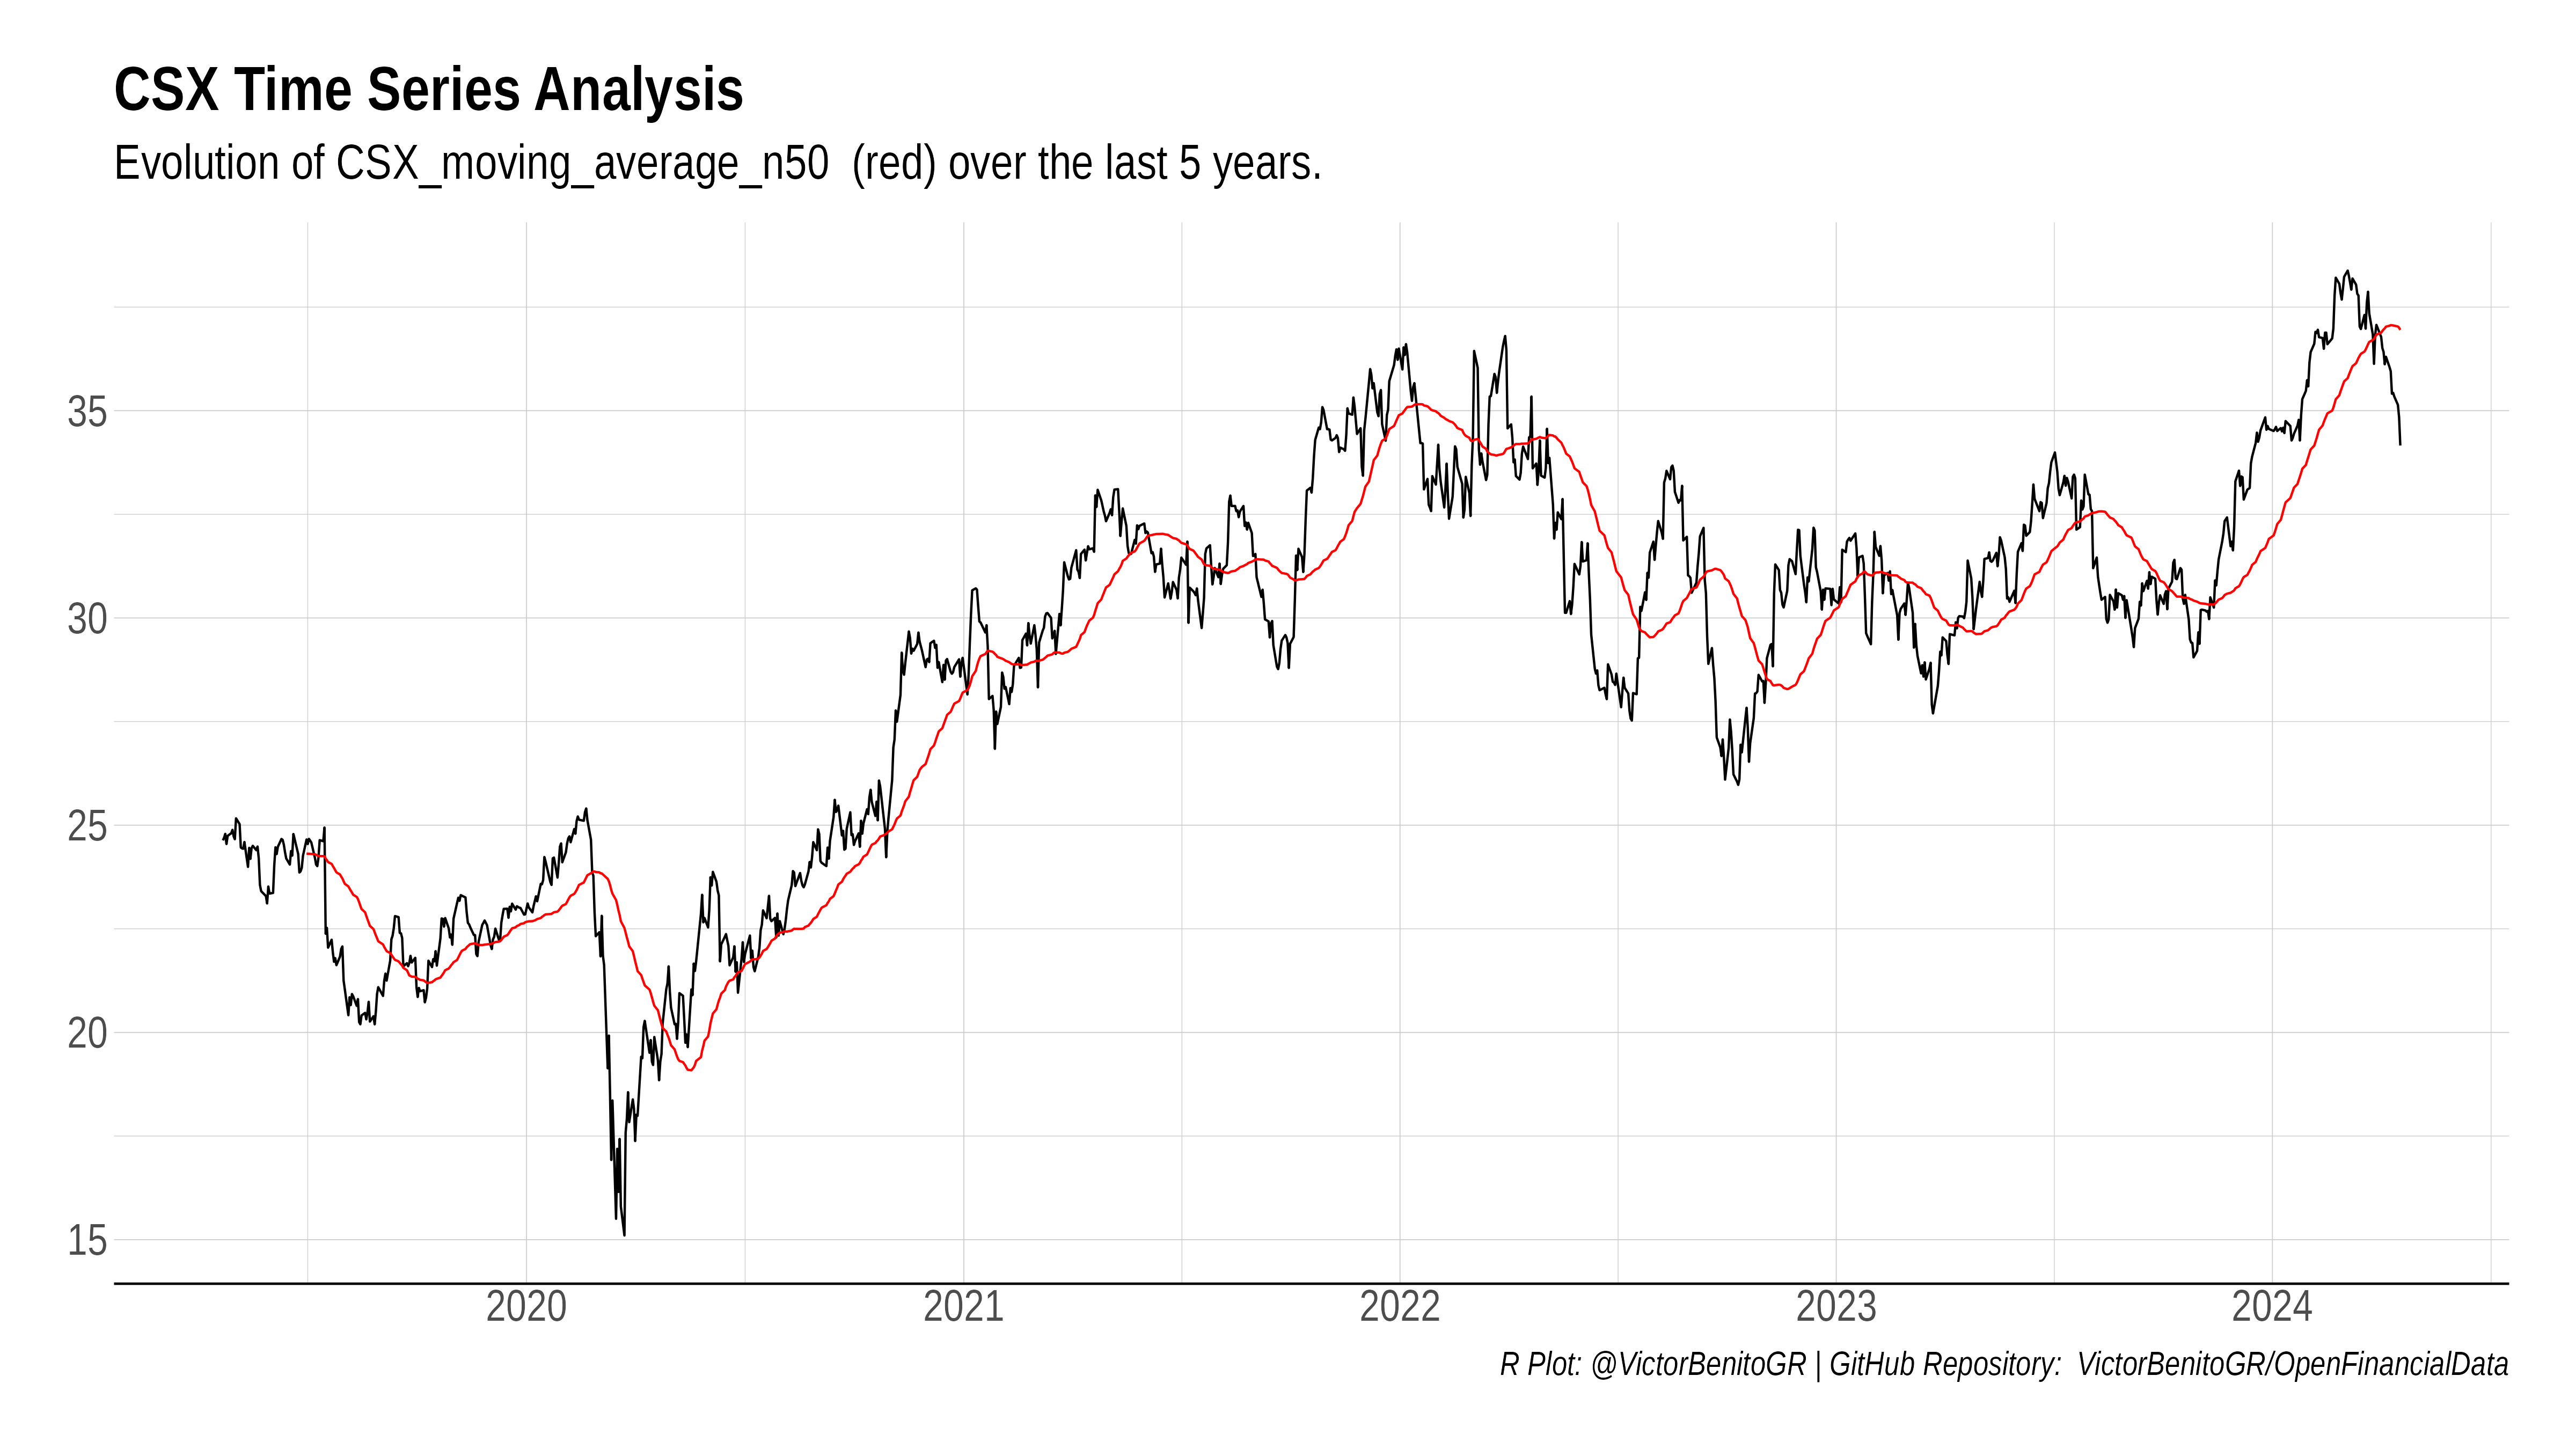 CSX Time Series Analysis
Evolution of CSX_moving_average_n50  (red) over the last 5 years.
35
30
25
20
15
2020 2021 2022 2023 2024
R Plot: @VictorBenitoGR | GitHub Repository:  VictorBenitoGR/OpenFinancialData